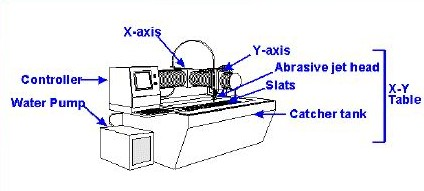 X-axis
Y-axis
Abrasive jet head
Controller
Slats
X-Y
Table
Water Pump
Catcher tank